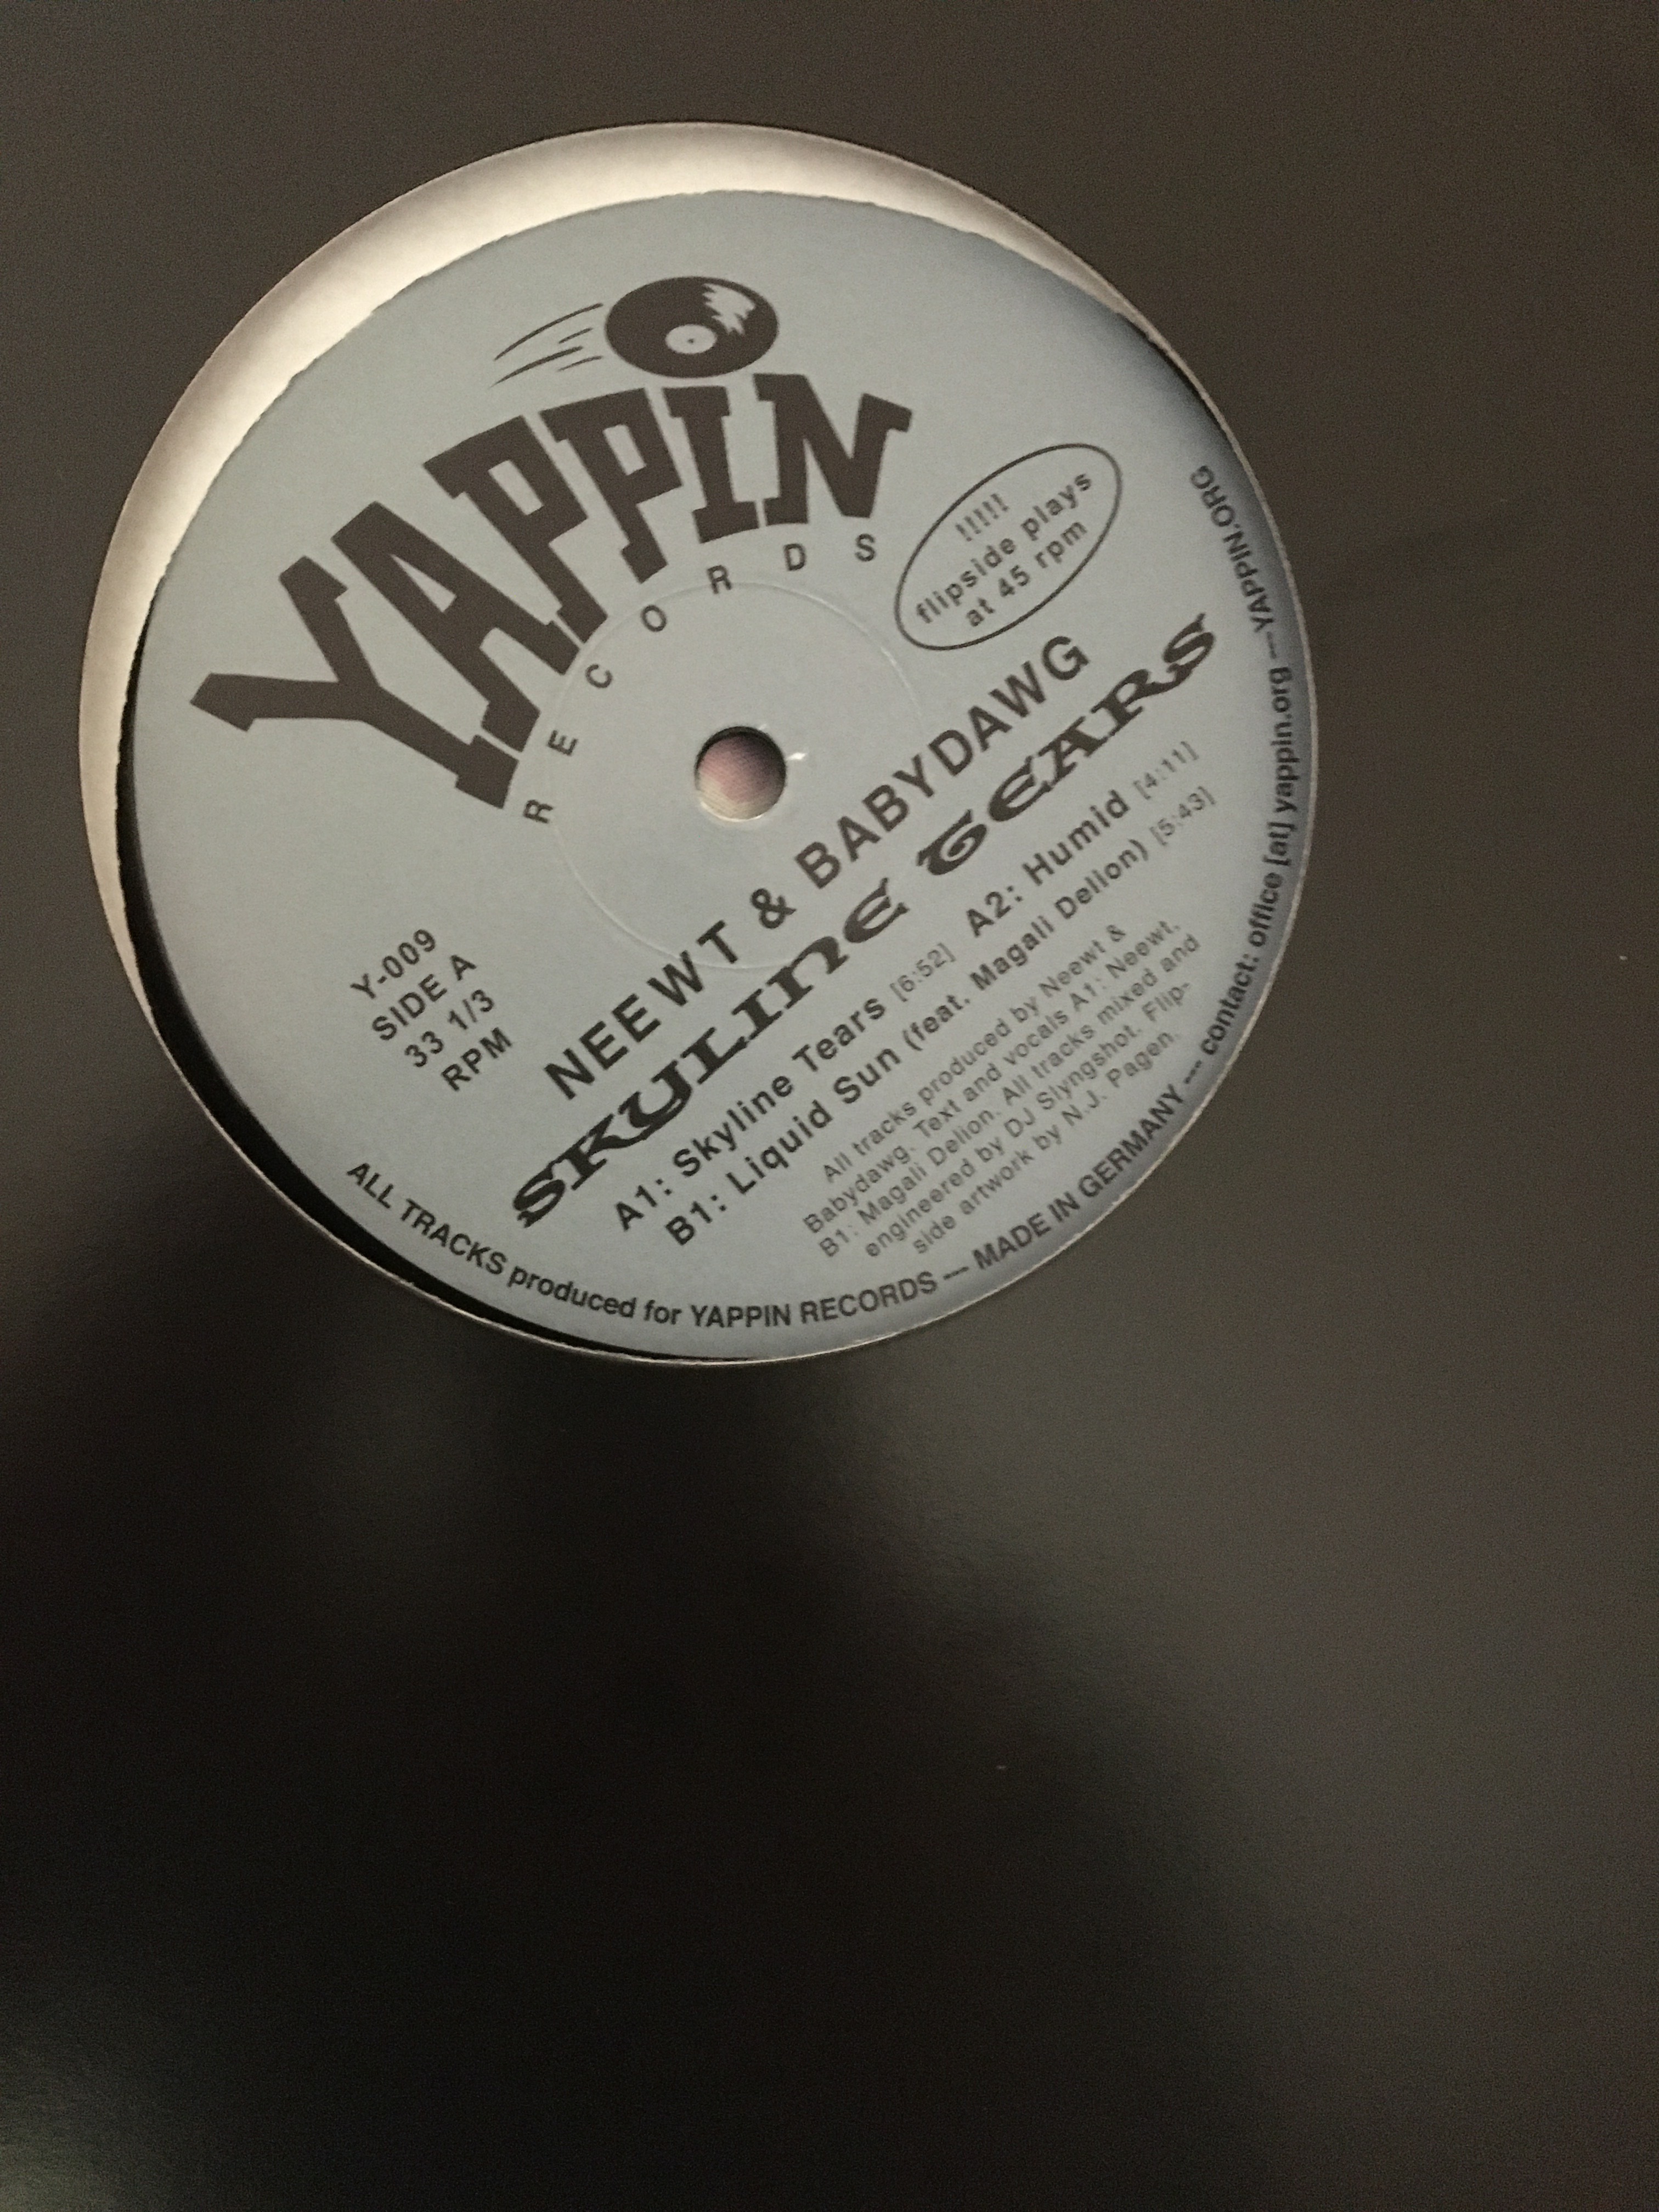 YAPPIN
RECORDS
!!!!!
flipside plays
at 45 rpm
Y-009
SIDE A
33 1/3
RPM
NEEWT & BABYDAWG
SKYLINE TEARS
A1: Skyline Tears [6:52] A2: Humid [4:11]
B1: Liquid Sun (feat. Magali Delion) [5:43]
All tracks produced by Neewt &
Babydawg. Text and vocals A1: Neewt,
B1: Magali Delion. All tracks mixed and
engineered by DJ Slyngshot. Flip-
side artwork by N.J. Pagen.
ALL TRACKS produced for YAPPIN RECORDS --- MADE IN GERMANY --- contact: office [at] yappin.org --- YAPPIN.ORG